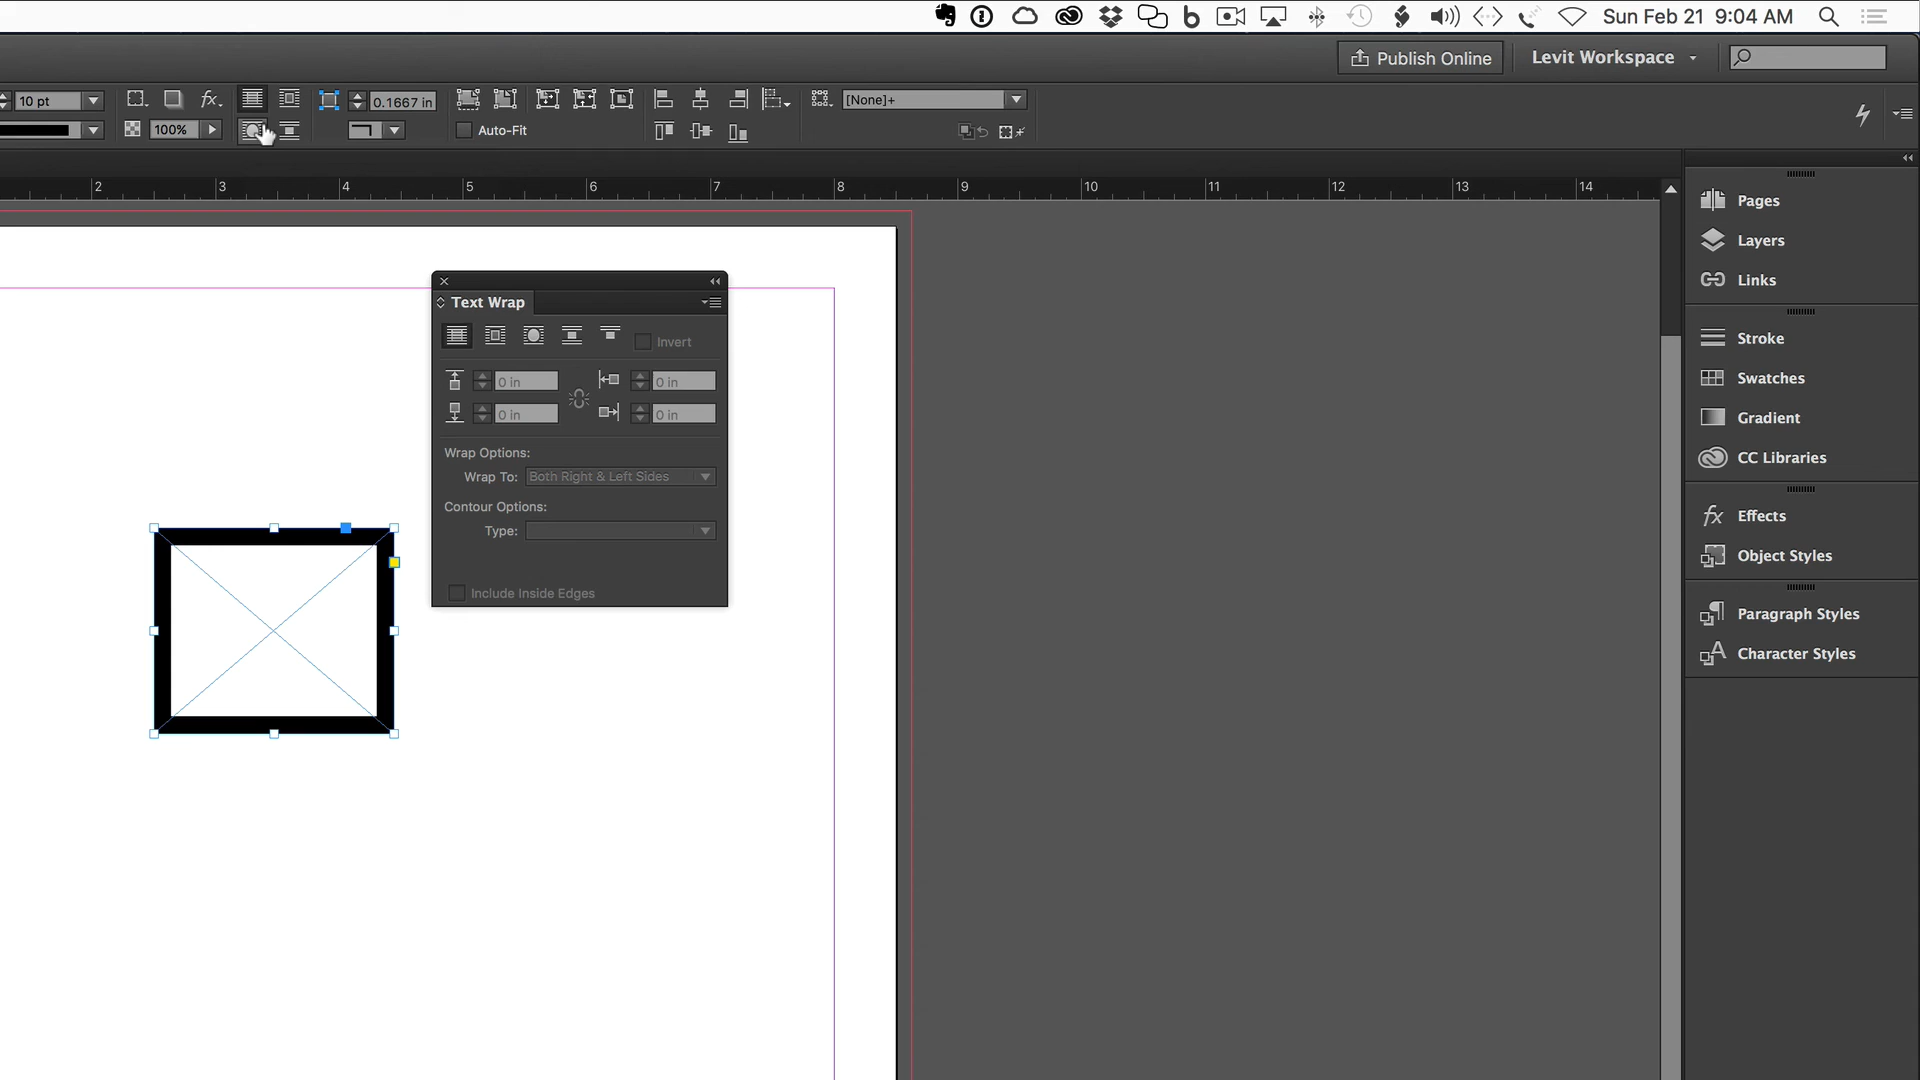 Sun Feb 21 9:04 AM
Publish Online
Levit Workspace
10 pt
fx
0.1667 in
[None]+
100%
Auto-Fit
2 3 4 5 6 7 8 9 10 11 12 13 14
Text Wrap
Invert
0 in
0 in
0 in
0 in
Wrap Options:
Wrap To: Both Right & Left Sides
Contour Options:
Type:
Include Inside Edges
Pages
Layers
Links
Stroke
Swatches
Gradient
CC Libraries
fx Effects
Object Styles
Paragraph Styles
Character Styles